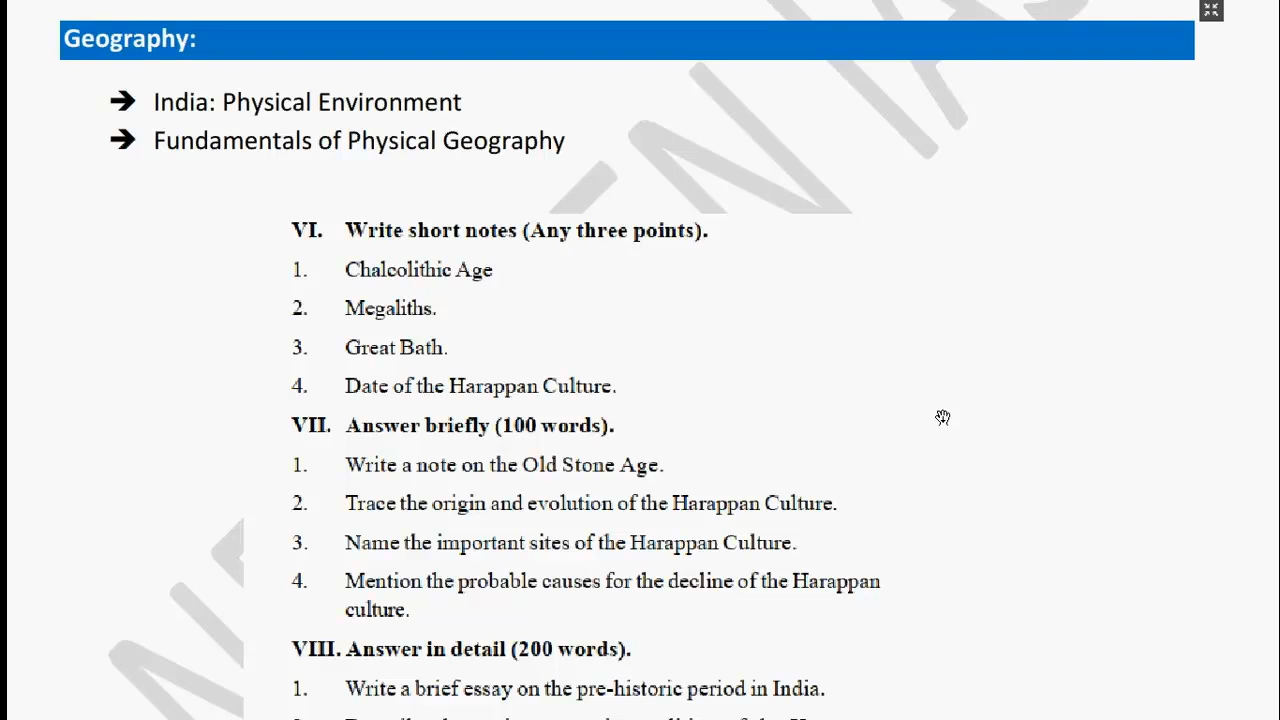 Geography:
→ India: Physical Environment
→ Fundamentals of Physical Geography
VI. Write short notes (Any three points).
1. Chalcolithic Age
2. Megaliths.
3. Great Bath.
4. Date of the Harappan Culture.
VII. Answer briefly (100 words).
1. Write a note on the Old Stone Age.
2. Trace the origin and evolution of the Harappan Culture.
3. Name the important sites of the Harappan Culture.
4. Mention the probable causes for the decline of the Harappan
culture.
VIII. Answer in detail (200 words).
1. Write a brief essay on the pre-historic period in India.